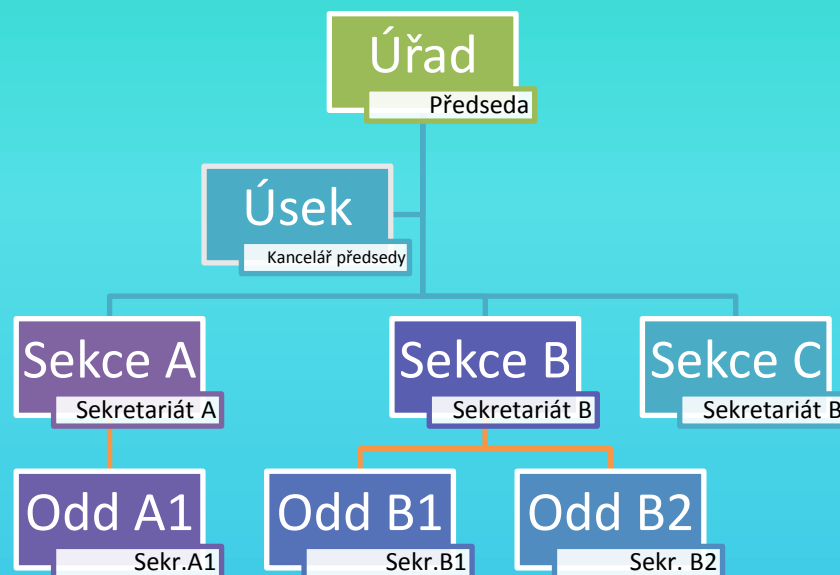 Úřad
Předseda
Úsek
Kancelář předsedy
Sekce A
Sekretariát A
Sekce B
Sekretariát B
Sekce C
Sekretariát B
Odd A1
Sekr.A1
Odd B1
Sekr.B1
Odd B2
Sekr. B2